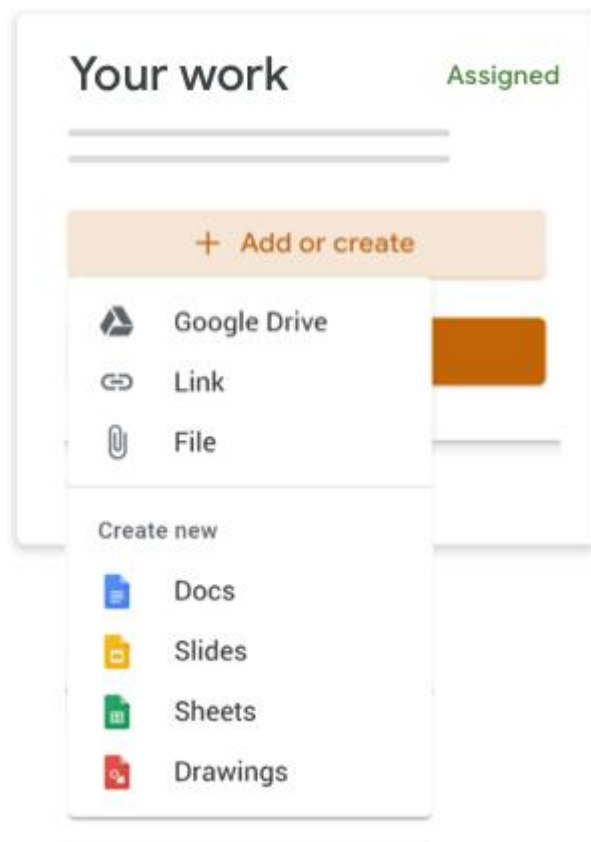 Your work
Assigned
+ Add or create
Google Drive
Link
File
Create new
Docs
Slides
Sheets
Drawings